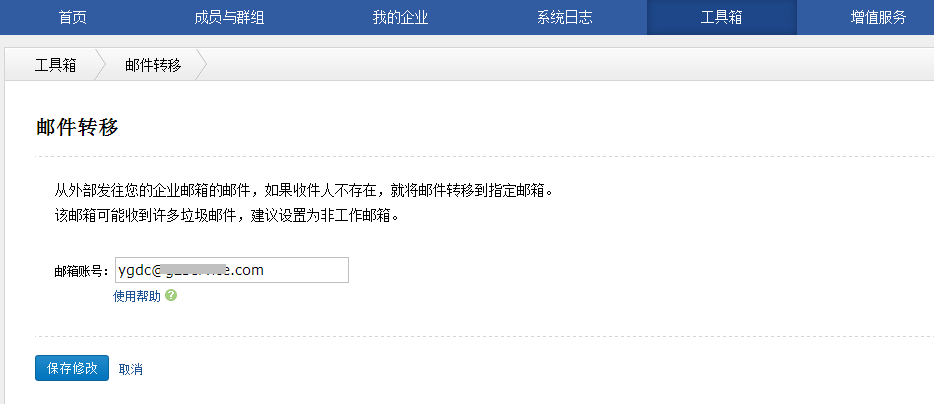 首页 成员与群组 我的企业 系统日志 工具箱 增值服务
工具箱 邮件转移
邮件转移
从外部发往您的企业邮箱的邮件，如果收件人不存在，就将邮件转移到指定邮箱。
该邮箱可能收到许多垃圾邮件，建议设置为非工作邮箱。
邮箱账号： ygdc@ .com
使用帮助 ?
保存修改 取消